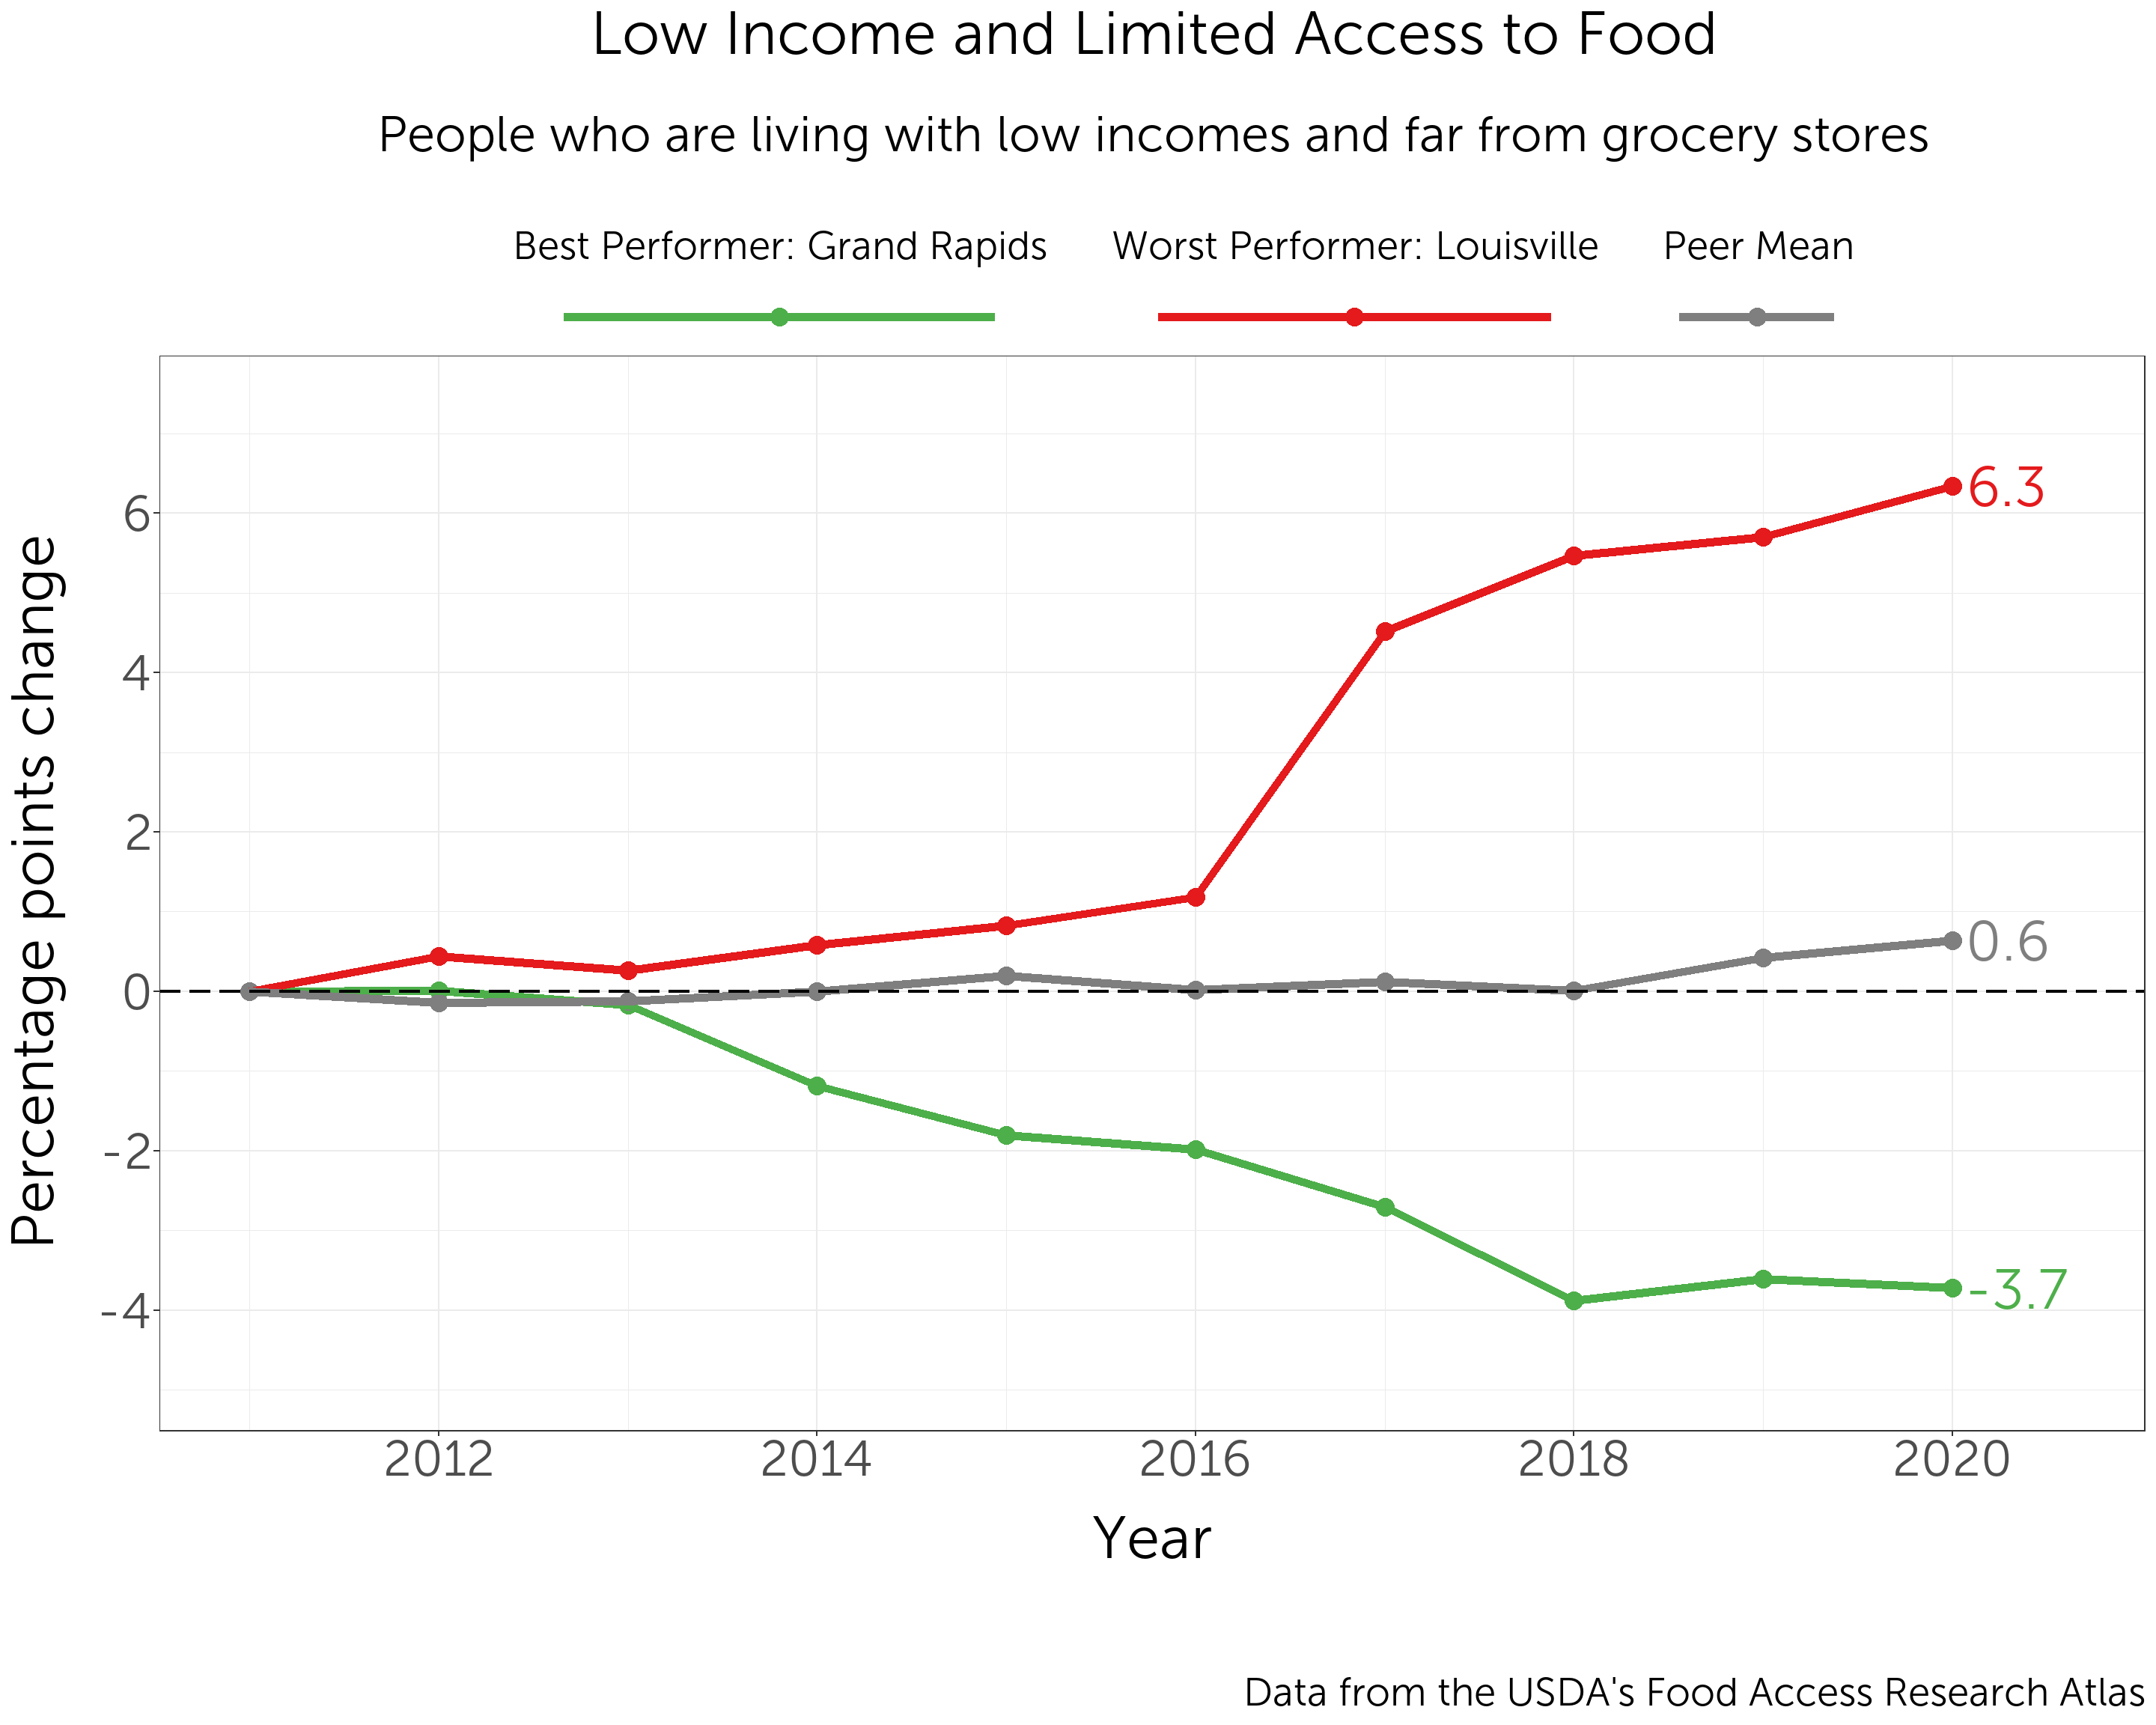 Low Income and Limited Access to Food
People who are living with low incomes and far from grocery stores
Best Performer: Grand Rapids
Worst Performer: Louisville
Peer Mean
Percentage points change
6
4
2
0
-2
-4
6.3
0.6
-3.7
2012
2014
2016
2018
2020
Year
Data from the USDA's Food Access Research Atlas